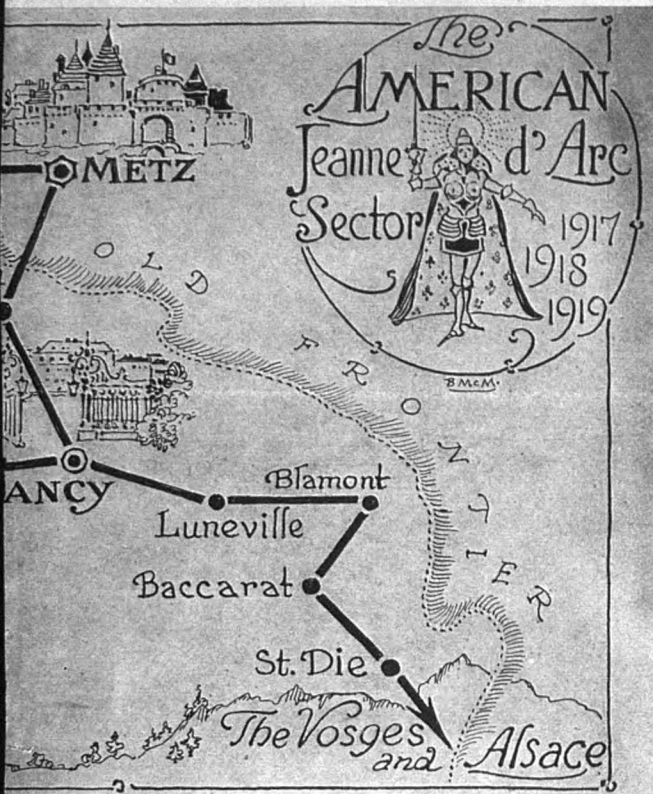 The
AMERICAN
Jeanne d'Arc
Sector
1917
1918
1919
B McM.
METZ
OLD FRONTIER
ANCY
Blamont
Luneville
Baccarat
St. Die
The Vosges
and Alsace